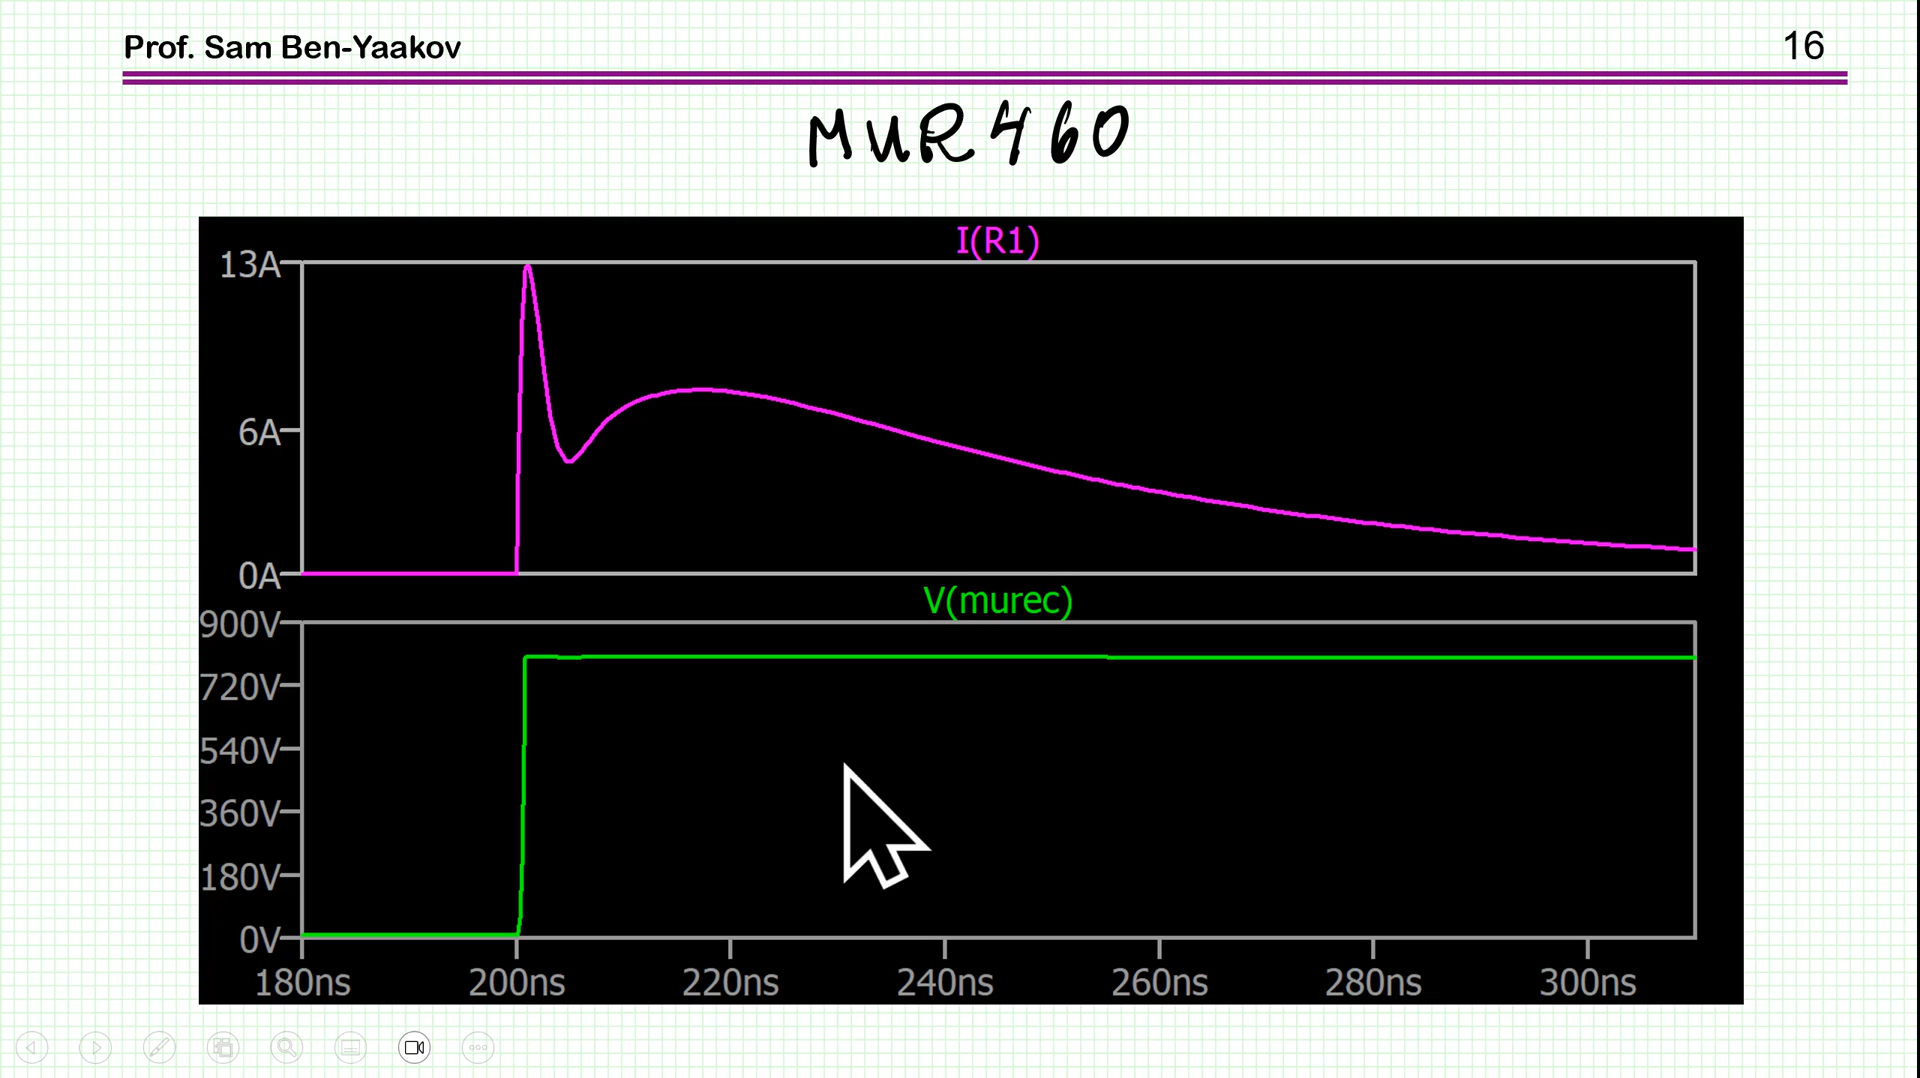 Prof. Sam Ben-Yaakov
16
MUR460
I(R1)
13A
6A
0A
V(murec)
900V
720V
540V
360V
180V
0V
180ns 200ns 220ns 240ns 260ns 280ns 300ns